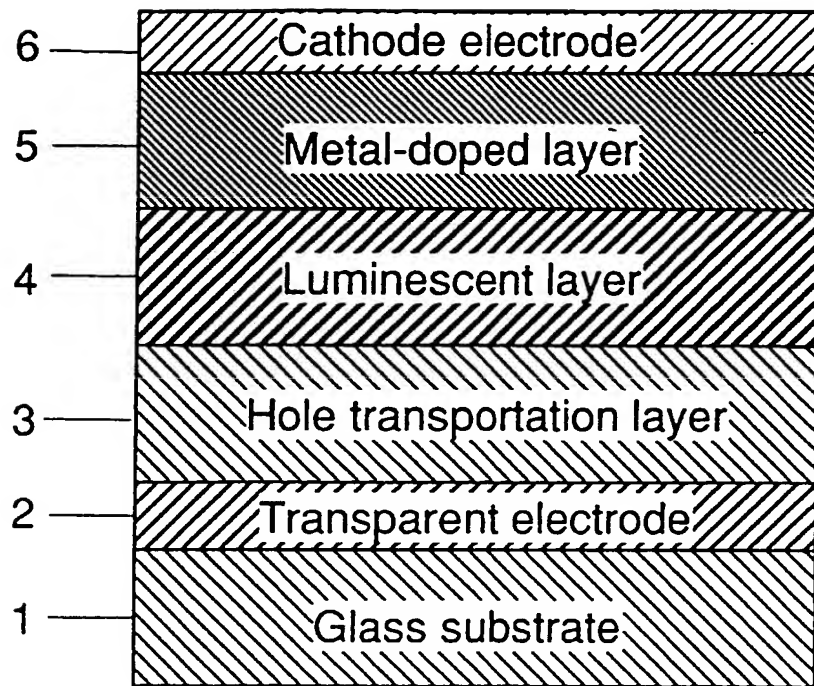 6 Cathode electrode
5 Metal-doped layer
4 Luminescent layer
3 Hole transportation layer
2 Transparent electrode
1 Glass substrate